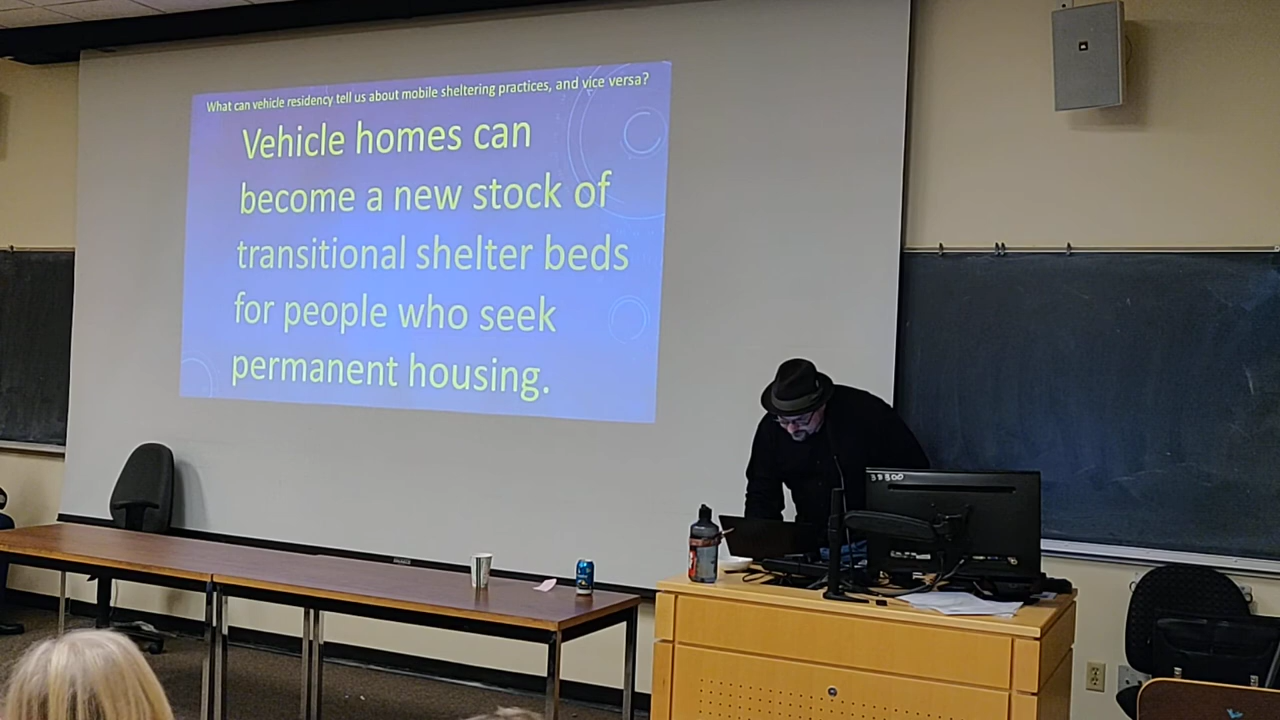 What can vehicle residency tell us about mobile sheltering practices, and vice versa?
Vehicle homes can
become a new stock of
transitional shelter beds
for people who seek
permanent housing.